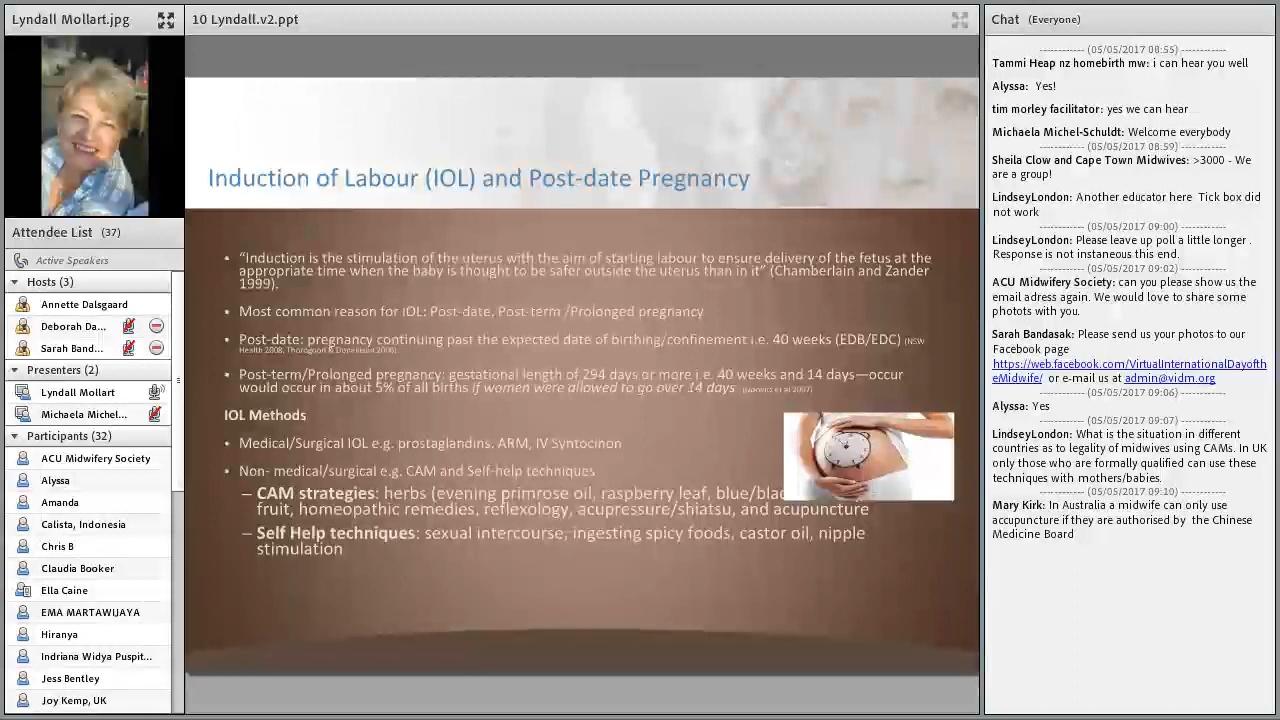 Lyndall Mollart.jpg
Attendee List (37)
Active Speakers
Hosts (3)
Annette Dalsgaard
Deborah Da...
Sarah Band...
Presenters (2)
Lyndall Mollart
Michaela Michel...
Participants (32)
ACU Midwifery Society
Alyssa
Amanda
Calista, Indonesia
Chris B
Claudia Booker
Ella Caine
EMA MARTAWIJAYA
Hiranya
Indriana Widya Puspit...
Jess Bentley
Joy Kemp, UK
10 Lyndall.v2.ppt
Induction of Labour (IOL) and Post-date Pregnancy
• “Induction is the stimulation of the uterus with the aim of starting labour to ensure delivery of the fetus at the
appropriate time when the baby is thought to be safer outside the uterus than in it” (Chamberlain and Zander
1999).
• Most common reason for IOL: Post-date, Post-term /Prolonged pregnancy
• Post-date: pregnancy continuing past the expected date of birthing/confinement i.e. 40 weeks (EDB/EDC) (NSW
Health 2008,
• Post-term/Prolonged pregnancy: gestational length of 294 days or more i.e. 40 weeks and 14 days—occur
would occur in about 5% of all births if women were allowed to go over 14 days
IOL Methods
• Medical/Surgical IOL e.g. prostaglandins, ARM, IV Syntocinon
• Non- medical/surgical e.g. CAM and Self-help techniques
– CAM strategies: herbs (evening primrose oil, raspberry leaf, blue/blac
fruit, homeopathic remedies, reflexology, acupressure/shiatsu, and acupuncture
– Self Help techniques: sexual intercourse, ingesting spicy foods, castor oil, nipple
stimulation
Chat (Everyone)
------------ (05/05/2017 08:55) -----------
Tammi Heap nz homebirth mw: i can hear you well
Alyssa: Yes!
tim morley facilitator: yes we can hear
Michaela Michel-Schuldt: Welcome everybody
------------ (05/05/2017 08:59) -----------
Sheila Clow and Cape Town Midwives: >3000 - We
are a group!
LindseyLondon: Another educator here Tick box did
not work
------------ (05/05/2017 09:00) -----------
LindseyLondon: Please leave up poll a little longer .
Response is not instaneous this end.
------------ (05/05/2017 09:02) -----------
ACU Midwifery Society: can you please show us the
email adress again. We would love to share some
photots with you.
Sarah Bandasak: Please send us your photos to our
Facebook page
https://web.facebook.com/VirtualInternationalDayofth
eMidwife/ or e-mail us at admin@vidm.org
------------ (05/05/2017 09:06) -----------
Alyssa: Yes
------------ (05/05/2017 09:07) -----------
LindseyLondon: What is the situation in different
countries as to legality of midwives using CAMs. In UK
only those who are formally qualified can use these
techniques with mothers/babies.
------------ (05/05/2017 09:10) -----------
Mary Kirk: In Australia a midwife can only use
accupuncture if they are authorised by the Chinese
Medicine Board